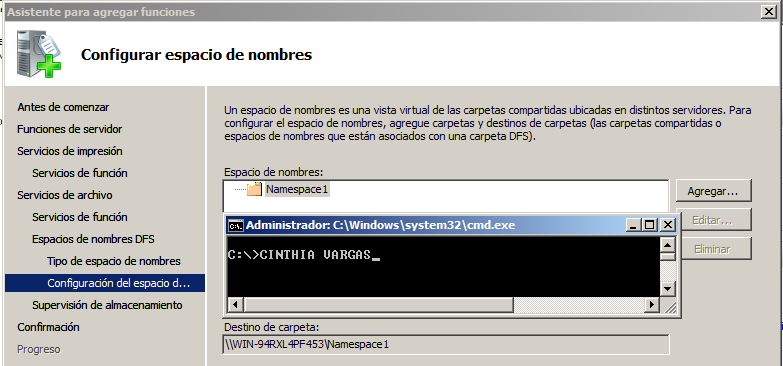 Asistente para agregar funciones
Configurar espacio de nombres
Antes de comenzar
Funciones de servidor
Servicios de impresión
Servicios de función
Servicios de archivo
Servicios de función
Espacios de nombres DFS
Tipo de espacio de nombres
Configuración del espacio d...
Supervisión de almacenamiento
Confirmación
Progreso
Un espacio de nombres es una vista virtual de las carpetas compartidas ubicadas en distintos servidores. Para
configurar el espacio de nombres, agregue carpetas y destinos de carpetas (las carpetas compartidas o
espacios de nombres que están asociados con una carpeta DFS).
Espacio de nombres:
Namespace1
Agregar...
Editar...
Eliminar
Administrador: C:\Windows\system32\cmd.exe
C:\>CINTHIA VARGAS_
Destino de carpeta:
\\WIN-94RXL4PF453\Namespace1